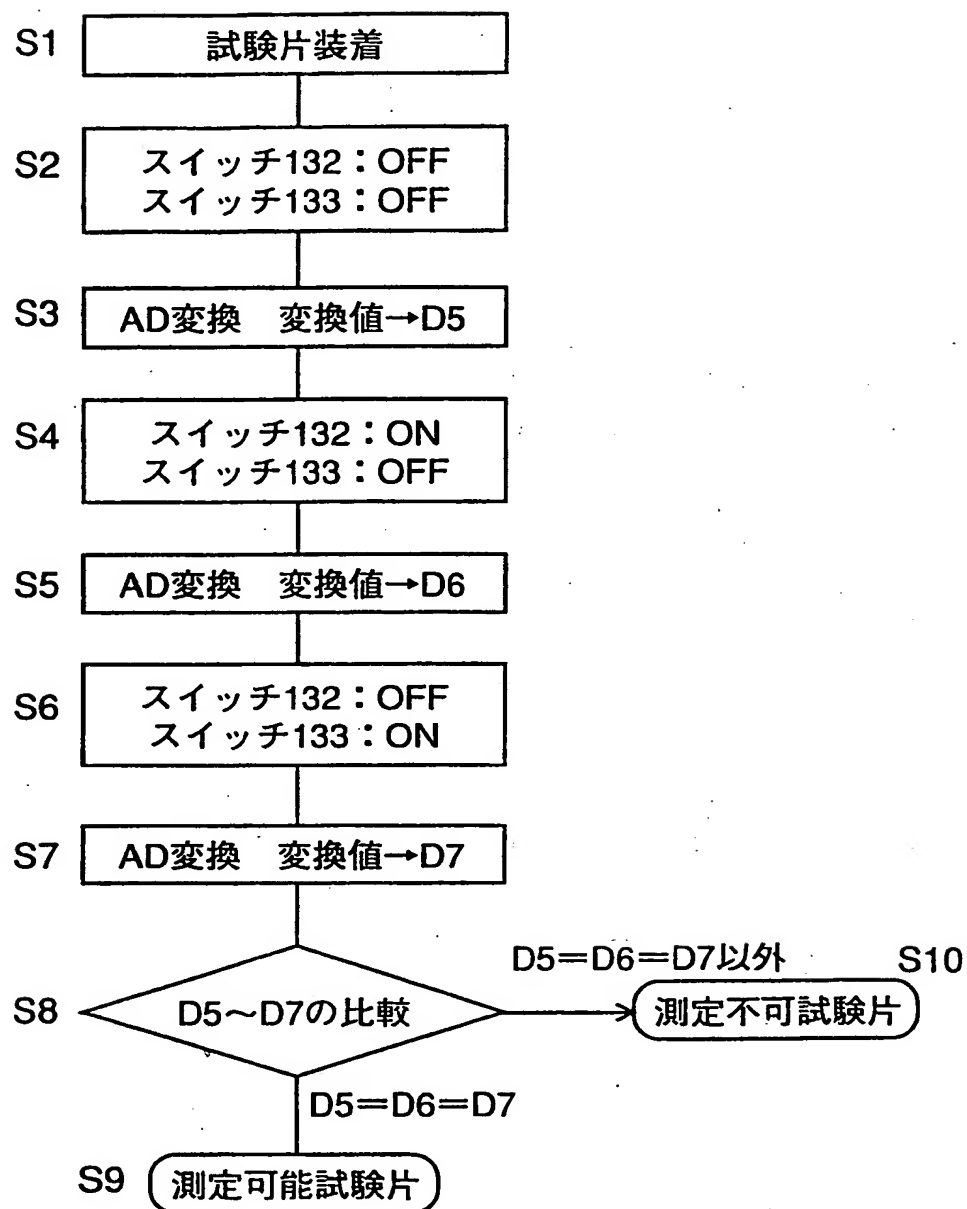 S1 試験片装着
S2 スイッチ132：OFF
スイッチ133：OFF
S3 AD変換 変換値→D5
S4 スイッチ132：ON
スイッチ133：OFF
S5 AD変換 変換値→D6
S6 スイッチ132：OFF
スイッチ133：ON
S7 AD変換 変換値→D7
D5＝D6＝D7以外 S10
S8 D5〜D7の比較 測定不可試験片
D5＝D6＝D7
S9 測定可能試験片